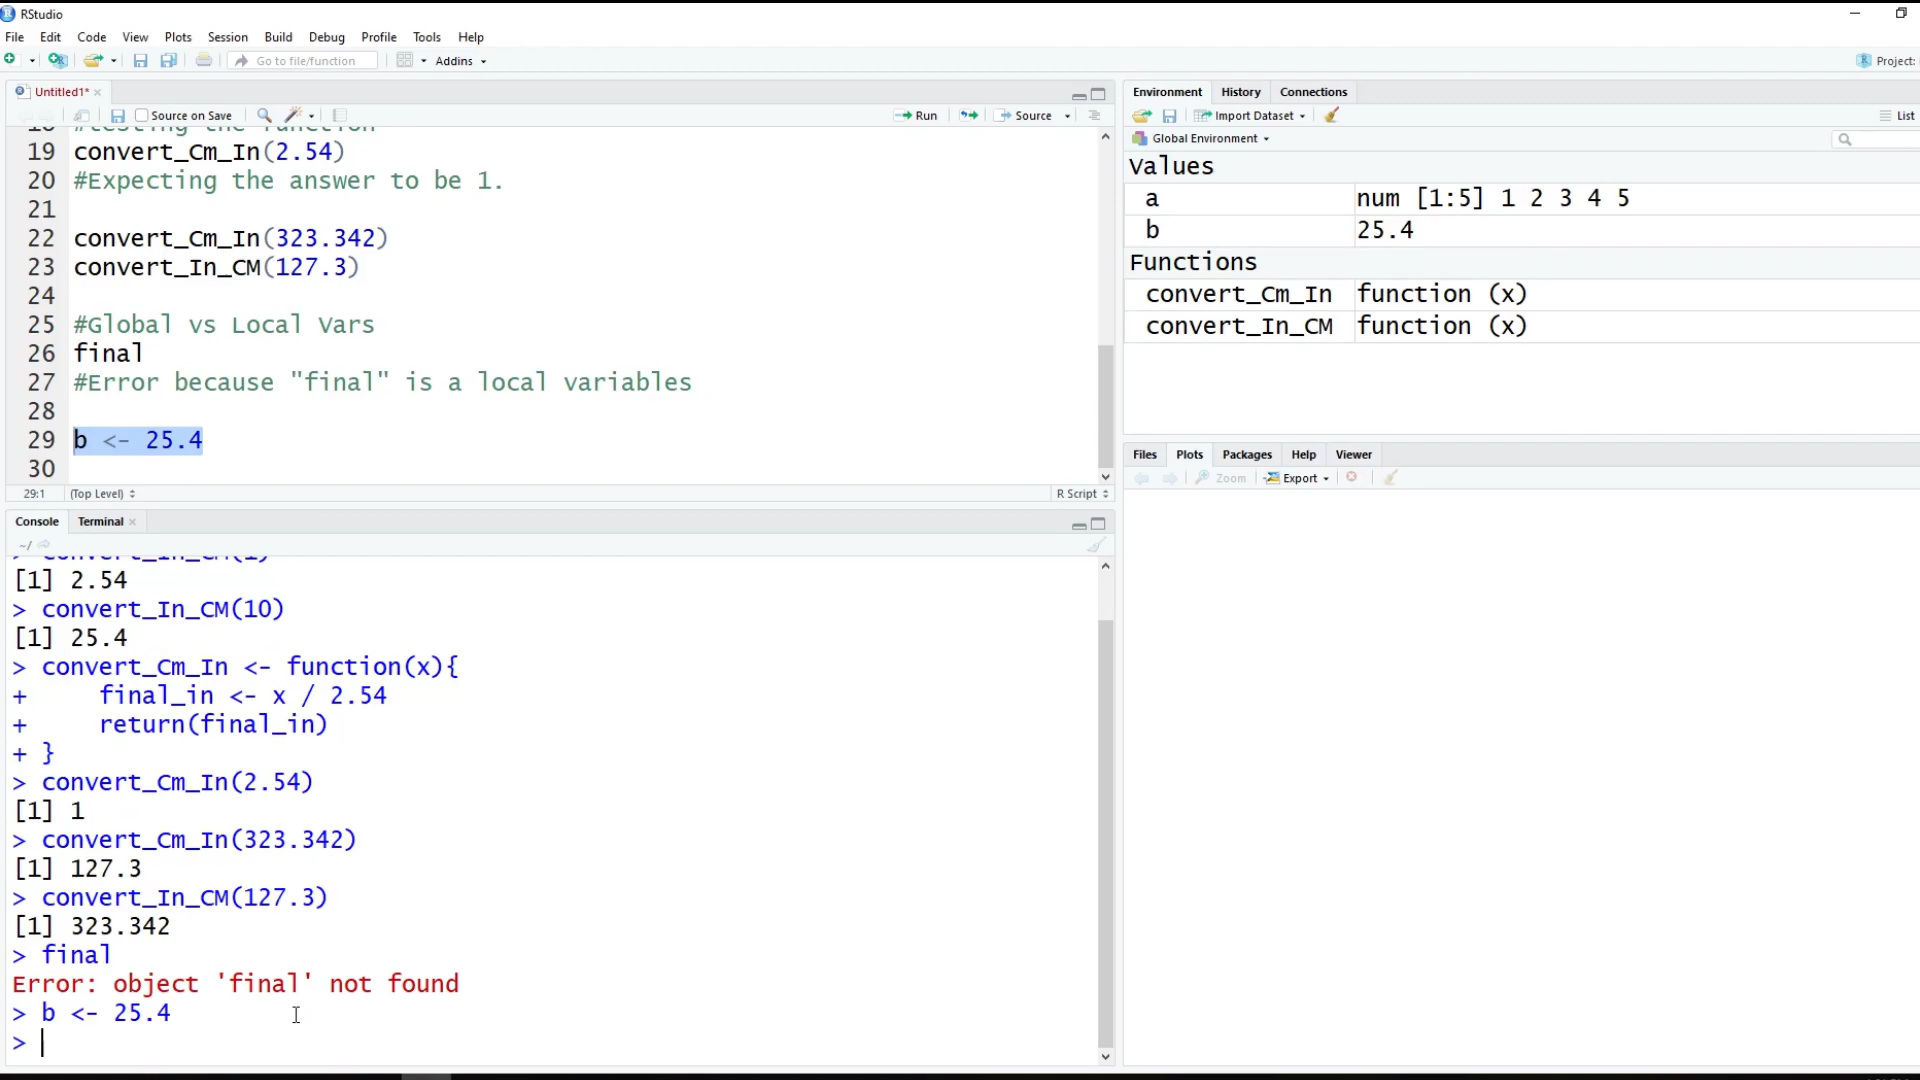 RStudio
File Edit Code View Plots Session Build Debug Profile Tools Help
Go to file/function Addins Project:
Untitled1*
Source on Save Run Source
18 #testing the function
19 convert_Cm_In(2.54)
20 #Expecting the answer to be 1.
21
22 convert_Cm_In(323.342)
23 convert_In_CM(127.3)
24
25 #Global vs Local Vars
26 final
27 #Error because "final" is a local variables
28
29 b <- 25.4
30
29:1 (Top Level) R Script
Console Terminal
~/
> convert_In_CM(1)
[1] 2.54
> convert_In_CM(10)
[1] 25.4
> convert_Cm_In <- function(x){
+     final_in <- x / 2.54
+     return(final_in)
+ }
> convert_Cm_In(2.54)
[1] 1
> convert_Cm_In(323.342)
[1] 127.3
> convert_In_CM(127.3)
[1] 323.342
> final
Error: object 'final' not found
> b <- 25.4
>
Environment History Connections
Import Dataset List
Global Environment
Values
a num [1:5] 1 2 3 4 5
b 25.4
Functions
convert_Cm_In function (x)
convert_In_CM function (x)
Files Plots Packages Help Viewer
Zoom Export